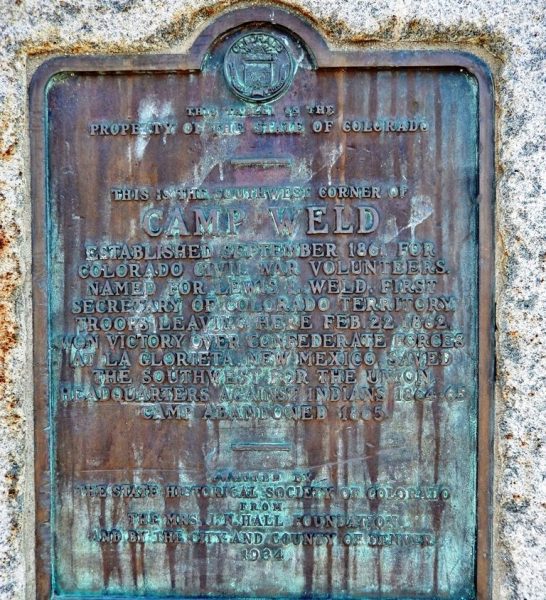 THIS TABLET IS THE
PROPERTY OF THE STATE OF COLORADO
THIS IS THE SOUTHWEST CORNER OF
CAMP WELD
ESTABLISHED SEPTEMBER 1861 FOR
COLORADO CIVIL WAR VOLUNTEERS.
NAMED FOR LEWIS L. WELD, FIRST
SECRETARY OF COLORADO TERRITORY.
TROOPS LEAVING HERE FEB. 22, 1862,
WON VICTORY OVER CONFEDERATE FORCES
AT LA GLORIETA, NEW MEXICO, SAVED
THE SOUTHWEST FOR THE UNION.
HEADQUARTERS AGAINST INDIANS 1864-65
CAMP ABANDONED 1865
ERECTED BY
THE STATE HISTORICAL SOCIETY OF COLORADO
FROM
THE MRS. J. N. HALL FOUNDATION
AND BY THE CITY AND COUNTY OF DENVER
1934